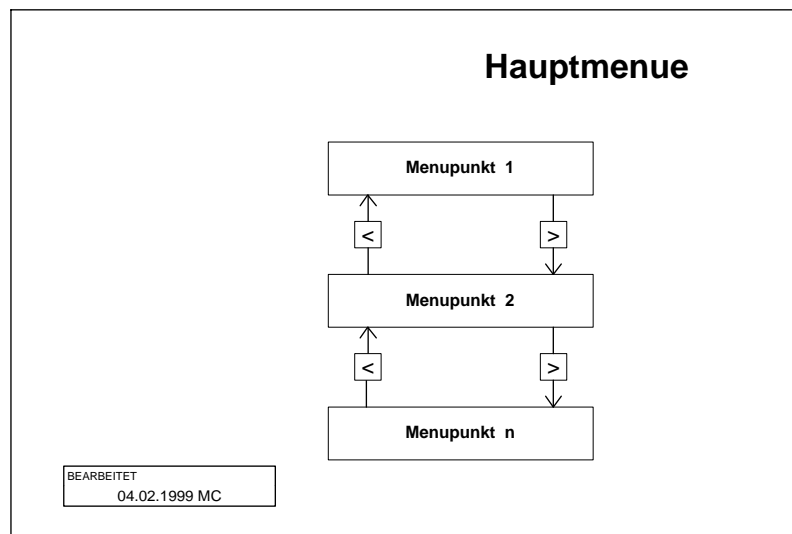 Hauptmenue
Menupunkt 1
< >
Menupunkt 2
< >
Menupunkt n
BEARBEITET
04.02.1999 MC